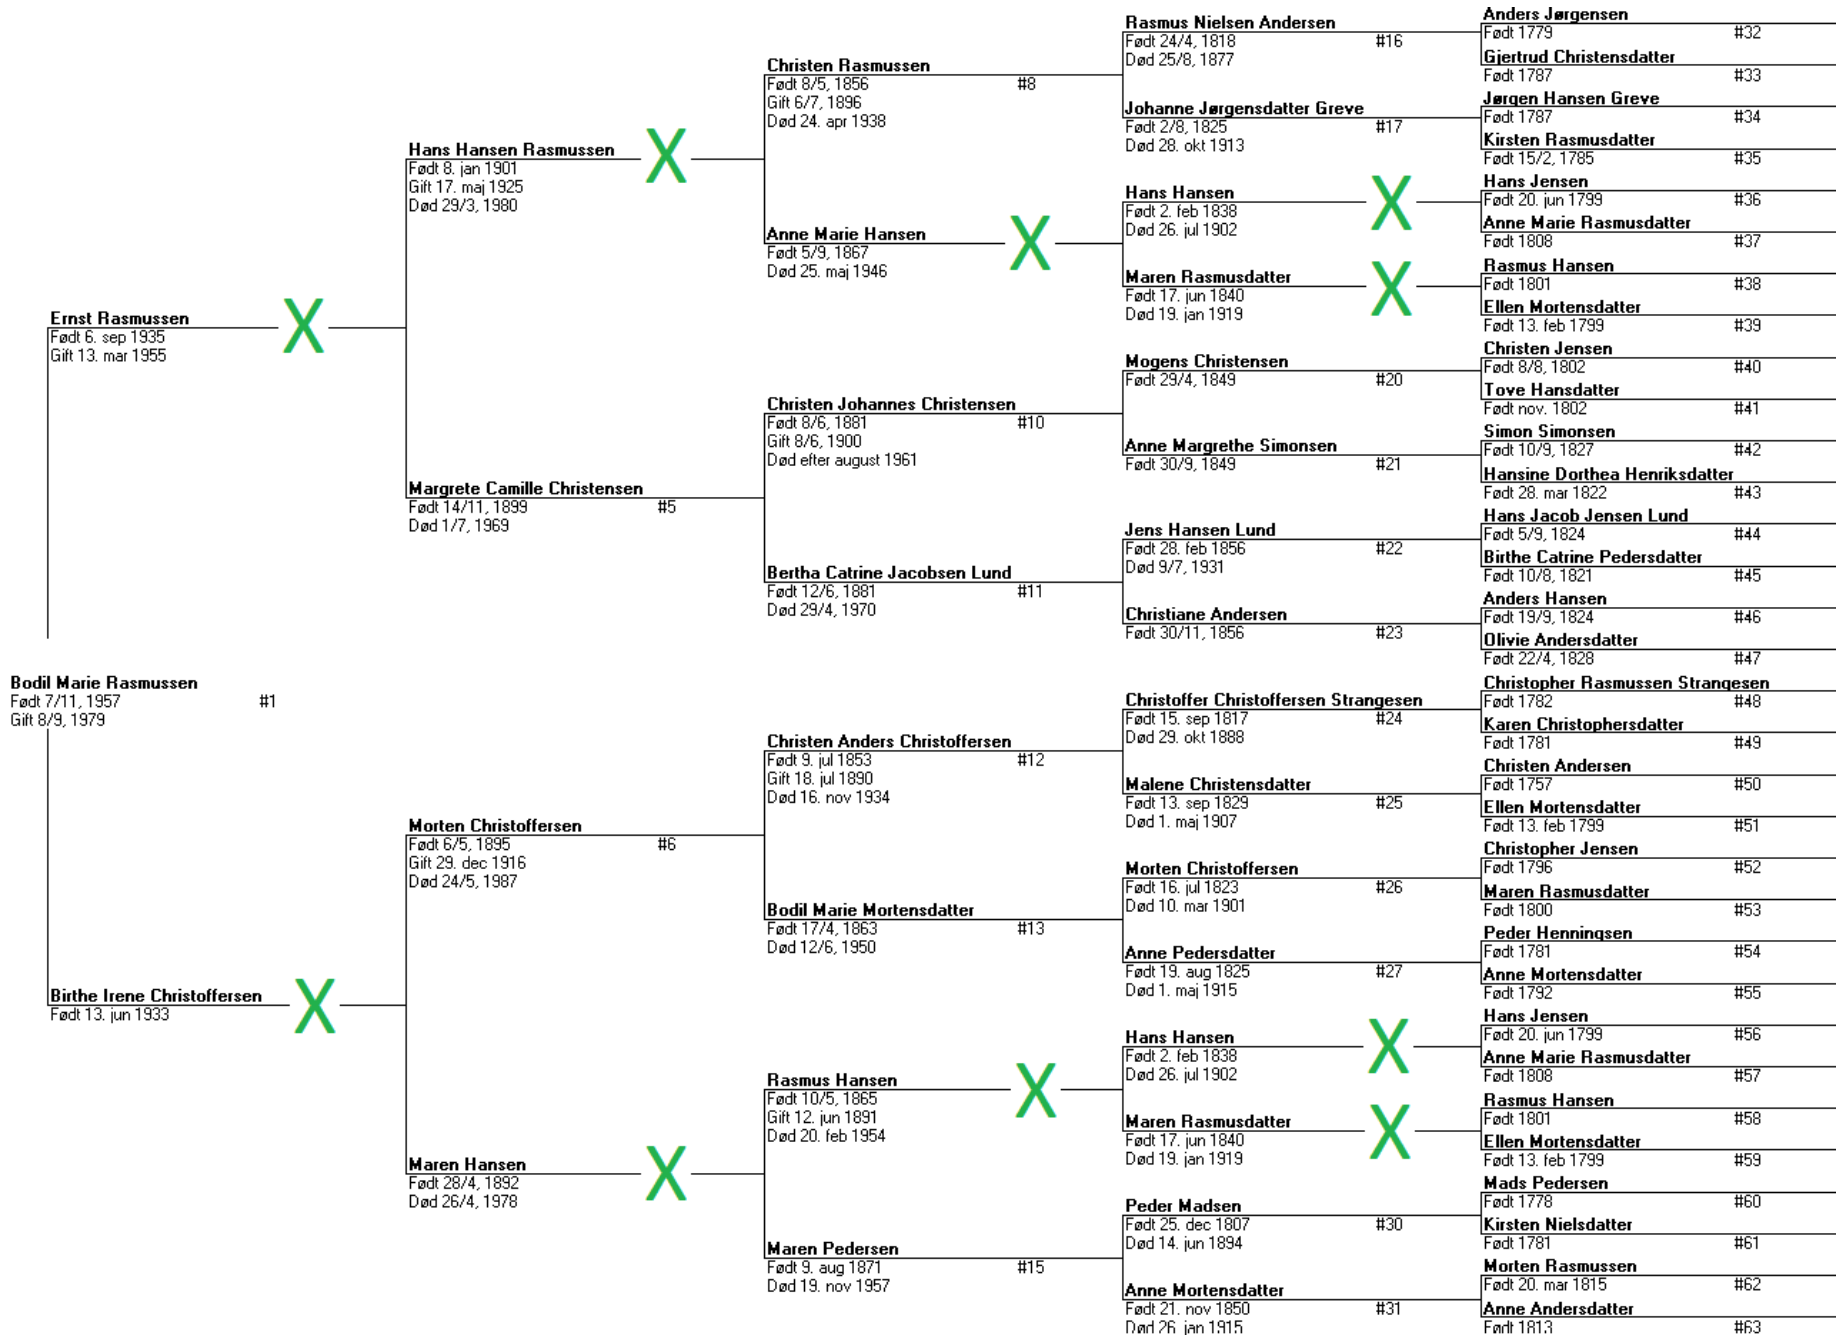 Bodil Marie Rasmussen
Født 7/11, 1957 #1
Gift 8/9, 1979
Ernst Rasmussen
Født 6. sep 1935
Gift 13. mar 1955
X
Birthe Irene Christoffersen
Født 13. jun 1933
X
Hans Hansen Rasmussen
Født 8. jan 1901
Gift 17. maj 1925
Død 29/3, 1980
X
Margrete Camille Christensen
Født 14/11, 1899 #5
Død 1/7, 1969
Morten Christoffersen
Født 6/5, 1895 #6
Gift 29. dec 1916
Død 24/5, 1987
Maren Hansen
Født 28/4, 1892
Død 26/4, 1978
X
Christen Rasmussen
Født 8/5, 1856 #8
Gift 6/7, 1896
Død 24. apr 1938
Anne Marie Hansen
Født 5/9, 1867
Død 25. maj 1946
X
Christen Johannes Christensen
Født 8/6, 1881 #10
Gift 8/6, 1900
Død efter august 1961
Bertha Catrine Jacobsen Lund
Født 12/6, 1881 #11
Død 29/4, 1970
Christen Anders Christoffersen
Født 9. jul 1853 #12
Gift 18. jul 1890
Død 16. nov 1934
Bodil Marie Mortensdatter
Født 17/4, 1863 #13
Død 12/6, 1950
Rasmus Hansen
Født 10/5, 1865
Gift 12. jun 1891
Død 20. feb 1954
X
Maren Pedersen
Født 9. aug 1871 #15
Død 19. nov 1957
Rasmus Nielsen Andersen
Født 24/4, 1818 #16
Død 25/8, 1877
Johanne Jørgensdatter Greve
Født 2/8, 1825 #17
Død 28. okt 1913
Hans Hansen
Født 2. feb 1838
Død 26. jul 1902
X
Maren Rasmusdatter
Født 17. jun 1840
Død 19. jan 1919
X
Mogens Christensen
Født 29/4, 1849 #20
Anne Margrethe Simonsen
Født 30/9, 1849 #21
Jens Hansen Lund
Født 28. feb 1856 #22
Død 9/7, 1931
Christiane Andersen
Født 30/11, 1856 #23
Christoffer Christoffersen Strangesen
Født 15. sep 1817 #24
Død 29. okt 1888
Malene Christensdatter
Født 13. sep 1829 #25
Død 1. maj 1907
Morten Christoffersen
Født 16. jul 1823 #26
Død 10. mar 1901
Anne Pedersdatter
Født 19. aug 1825 #27
Død 1. maj 1915
Hans Hansen
Født 2. feb 1838
Død 26. jul 1902
X
Maren Rasmusdatter
Født 17. jun 1840
Død 19. jan 1919
X
Peder Madsen
Født 25. dec 1807 #30
Død 14. jun 1894
Anne Mortensdatter
Født 21. nov 1850 #31
Død 26. jan 1915
Anders Jørgensen
Født 1779 #32
Gjertrud Christensdatter
Født 1787 #33
Jørgen Hansen Greve
Født 1787 #34
Kirsten Rasmusdatter
Født 15/2, 1785 #35
Hans Jensen
Født 20. jun 1799 #36
Anne Marie Rasmusdatter
Født 1808 #37
Rasmus Hansen
Født 1801 #38
Ellen Mortensdatter
Født 13. feb 1799 #39
Christen Jensen
Født 8/8, 1802 #40
Tove Hansdatter
Født nov. 1802 #41
Simon Simonsen
Født 10/9, 1827 #42
Hansine Dorthea Henriksdatter
Født 28. mar 1822 #43
Hans Jacob Jensen Lund
Født 5/9, 1824 #44
Birthe Catrine Pedersdatter
Født 10/8, 1821 #45
Anders Hansen
Født 19/9, 1824 #46
Olivie Andersdatter
Født 22/4, 1828 #47
Christopher Rasmussen Strangesen
Født 1782 #48
Karen Christophersdatter
Født 1781 #49
Christen Andersen
Født 1757 #50
Ellen Mortensdatter
Født 13. feb 1799 #51
Christopher Jensen
Født 1796 #52
Maren Rasmusdatter
Født 1800 #53
Peder Henningsen
Født 1781 #54
Anne Mortensdatter
Født 1792 #55
Hans Jensen
Født 20. jun 1799 #56
Anne Marie Rasmusdatter
Født 1808 #57
Rasmus Hansen
Født 1801 #58
Ellen Mortensdatter
Født 13. feb 1799 #59
Mads Pedersen
Født 1778 #60
Kirsten Nielsdatter
Født 1781 #61
Morten Rasmussen
Født 20. mar 1815 #62
Anne Andersdatter
Født 1813 #63